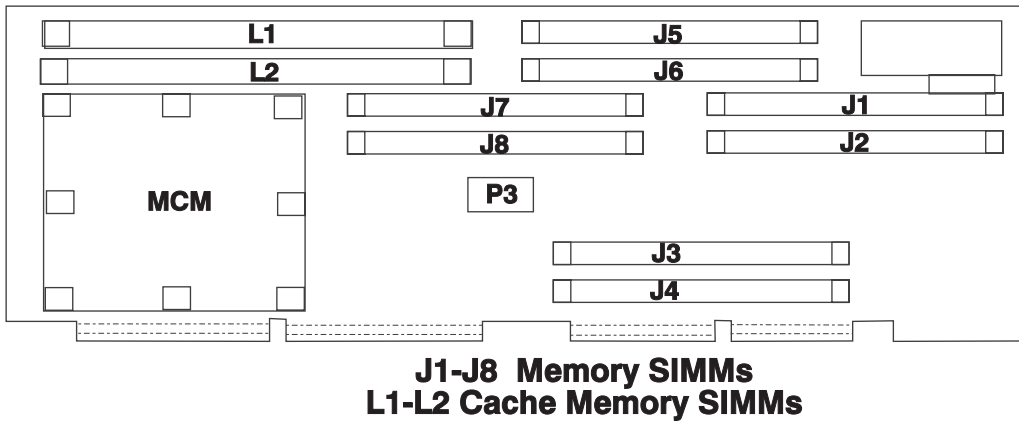 L1
J5
L2
J6
J7
J1
J8
J2
MCM
P3
J3
J4
J1-J8 Memory SIMMs
L1-L2 Cache Memory SIMMs